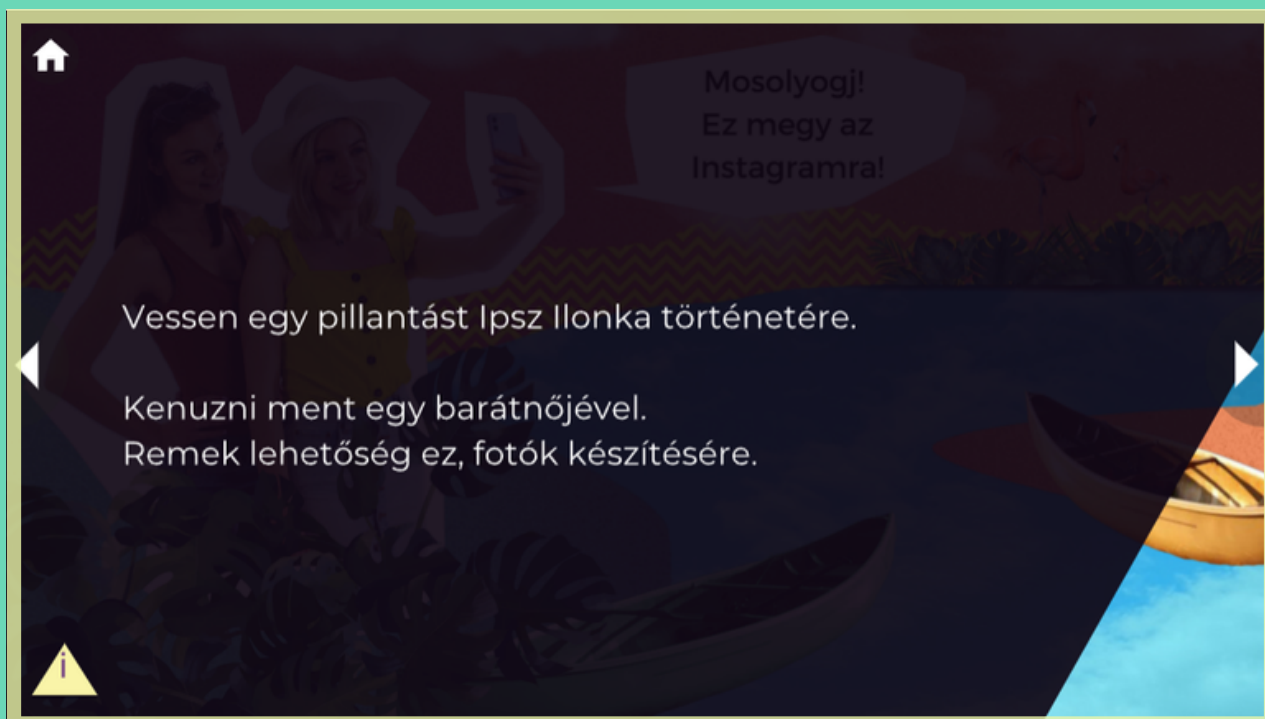 Mosolyogj!
Ez megy az
Instagramra!
Vessen egy pillantást Ipsz Ilonka történetére.
Kenuzni ment egy barátnőjével.
Remek lehetőség ez, fotók készítésére.
i